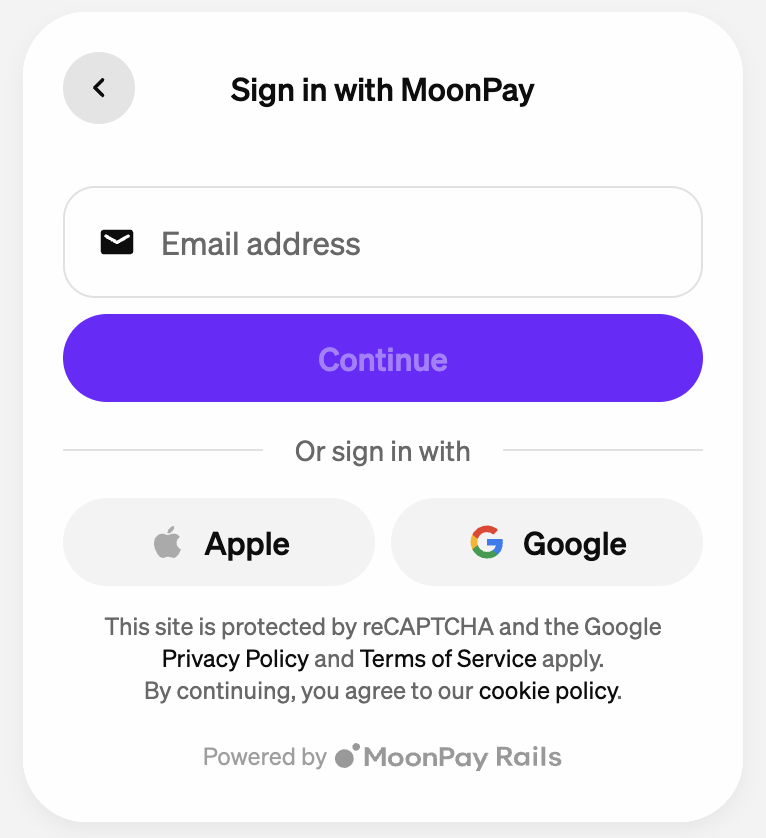 Sign in with MoonPay
Email address
Continue
Or sign in with
Apple
Google
This site is protected by reCAPTCHA and the Google
Privacy Policy and Terms of Service apply.
By continuing, you agree to our cookie policy.
Powered by MoonPay Rails